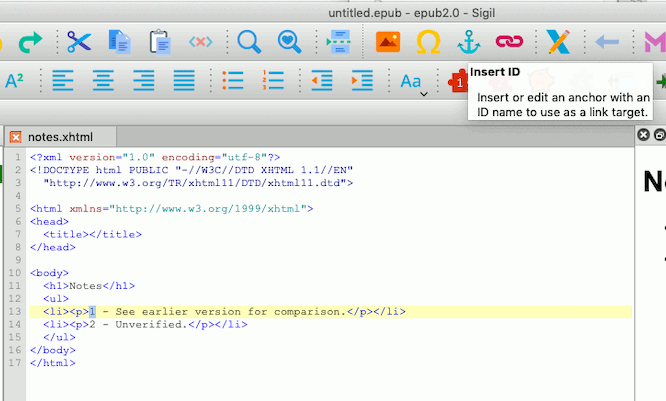 untitled.epub - epub2.0 - Sigil
A²
Aa
1
Insert ID
Insert or edit an anchor with an
ID name to use as a link target.
notes.xhtml
1 <?xml version="1.0" encoding="utf-8"?>
2 <!DOCTYPE html PUBLIC "-//W3C//DTD XHTML 1.1//EN"
3 "http://www.w3.org/TR/xhtml11/DTD/xhtml11.dtd">
4
5 <html xmlns="http://www.w3.org/1999/xhtml">
6 <head>
7 <title></title>
8 </head>
9
10 <body>
11 <h1>Notes</h1>
12 <ul>
13 <li><p>1 - See earlier version for comparison.</p></li>
14 <li><p>2 - Unverified.</p></li>
15 </ul>
16 </body>
17 </html>